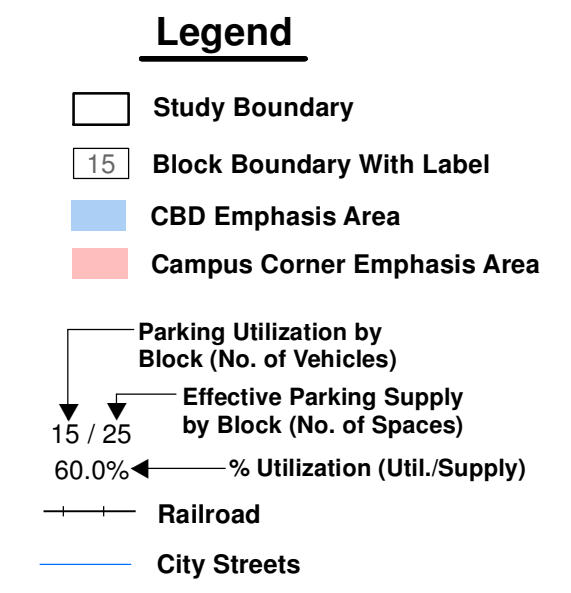 Legend
Study Boundary
15 Block Boundary With Label
CBD Emphasis Area
Campus Corner Emphasis Area
Parking Utilization by
Block (No. of Vehicles)
Effective Parking Supply
by Block (No. of Spaces)
15 / 25
60.0% % Utilization (Util./Supply)
Railroad
City Streets